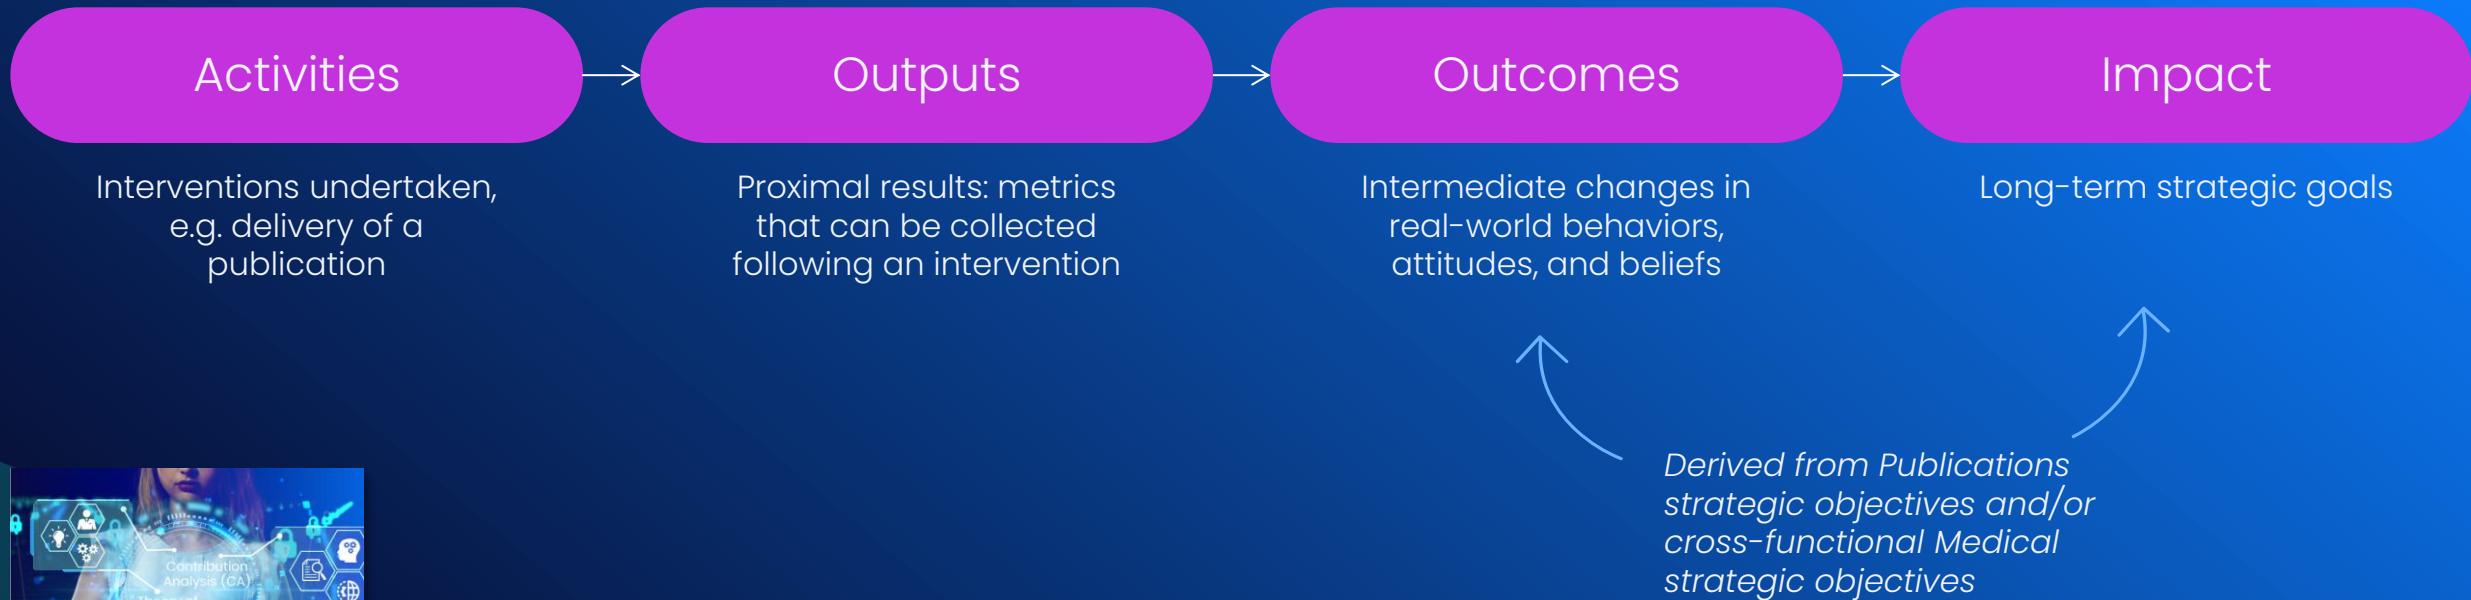 Activities
Outputs
Outcomes
Impact
Interventions undertaken,
e.g. delivery of a
publication
Proximal results: metrics
that can be collected
following an intervention
Intermediate changes in
real-world behaviors,
attitudes, and beliefs
Long-term strategic goals
Derived from Publications
strategic objectives and/or
cross-functional Medical
strategic objectives
Contribution
Analysis (CA)